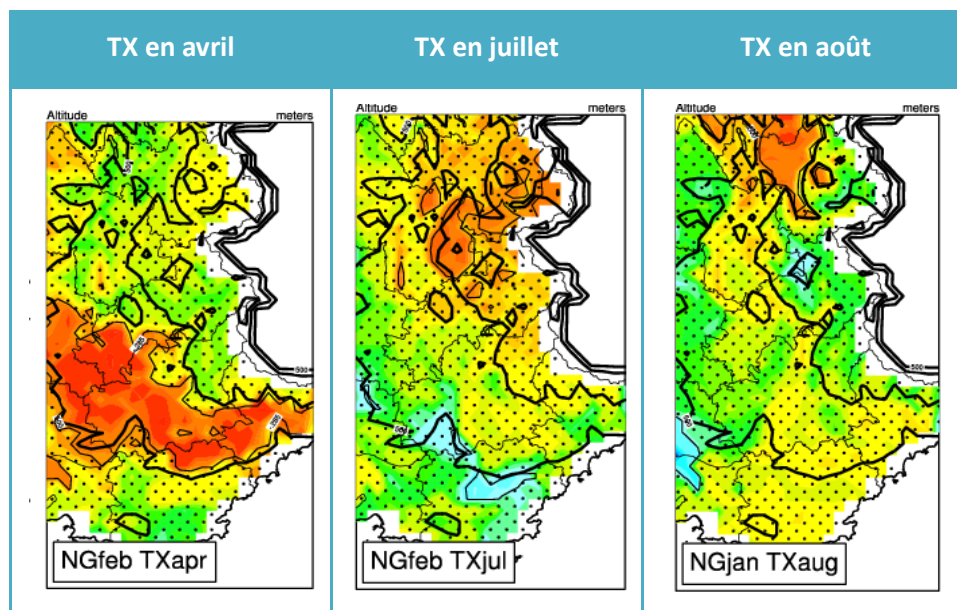 TX en avril
TX en juillet
TX en août
Altitude meters
Altitude meters
Altitude meters
500
500
NGfeb TXapr
NGfeb TXjul
NGjan TXaug